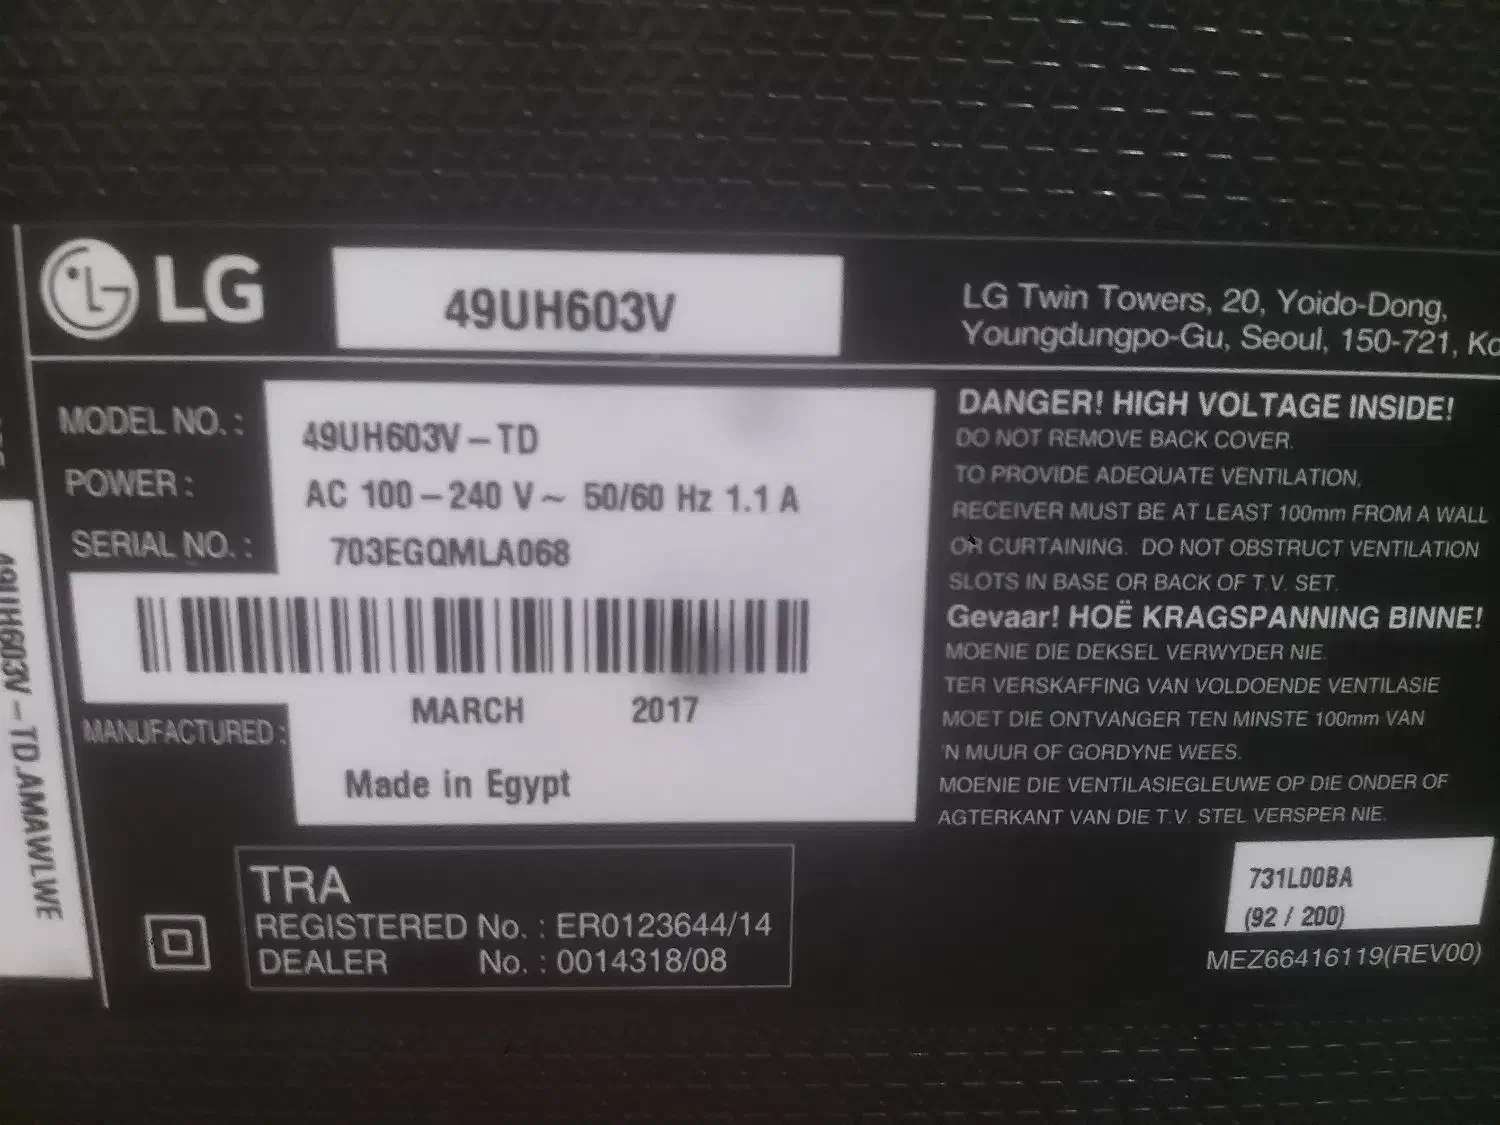 LG
49UH603V
LG Twin Towers, 20, Yoido-Dong,
Youngdungpo-Gu, Seoul, 150-721,
MODEL NO. : 49UH603V-TD
POWER : AC 100-240 V~ 50/60 Hz 1.1 A
SERIAL NO. : 703EGQMLA068
MANUFACTURED : MARCH 2017
Made in Egypt
DANGER! HIGH VOLTAGE INSIDE!
DO NOT REMOVE BACK COVER.
TO PROVIDE ADEQUATE VENTILATION,
RECEIVER MUST BE AT LEAST 100mm FROM A WALL
OR CURTAINING. DO NOT OBSTRUCT VENTILATION
SLOTS IN BASE OR BACK OF T.V. SET.
Gevaar! HOË KRAGSPANNING BINNE!
MOENIE DIE DEKSEL VERWYDER NIE.
TER VERSKAFFING VAN VOLDOENDE VENTILASIE
MOET DIE ONTVANGER TEN MINSTE 100mm VAN
'N MUUR OF GORDYNE WEES.
MOENIE DIE VENTILASIEGLEUWE OP DIE ONDER OF
AGTERKANT VAN DIE T.V. STEL VERSPER NIE.
TRA
REGISTERED No. : ER0123644/14
DEALER No. : 0014318/08
731L00BA
(92 / 200)
MEZ66416119(REV00)
49UH603V-TD.AMAWLWE